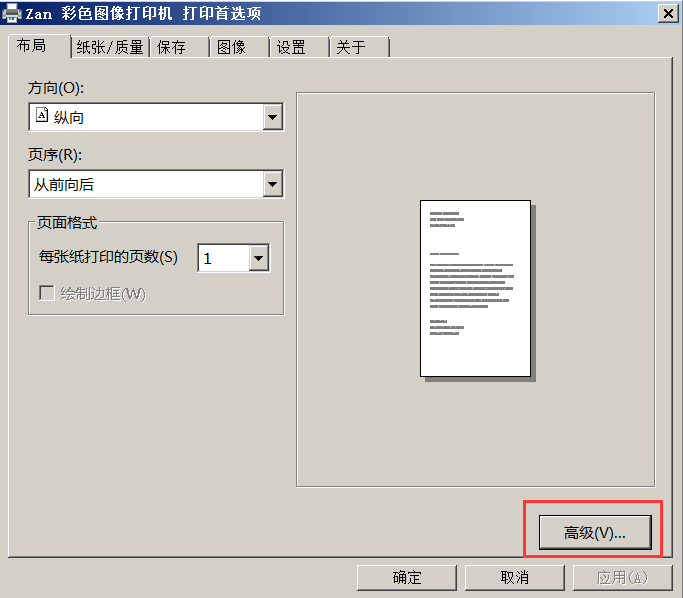 Zan 彩色图像打印机 打印首选项
布局 纸张/质量 保存 图像 设置 关于
方向(O):
纵向
页序(R):
从前向后
页面格式
每张纸打印的页数(S) 1
绘制边框(W)
高级(V)...
确定 取消 应用(A)